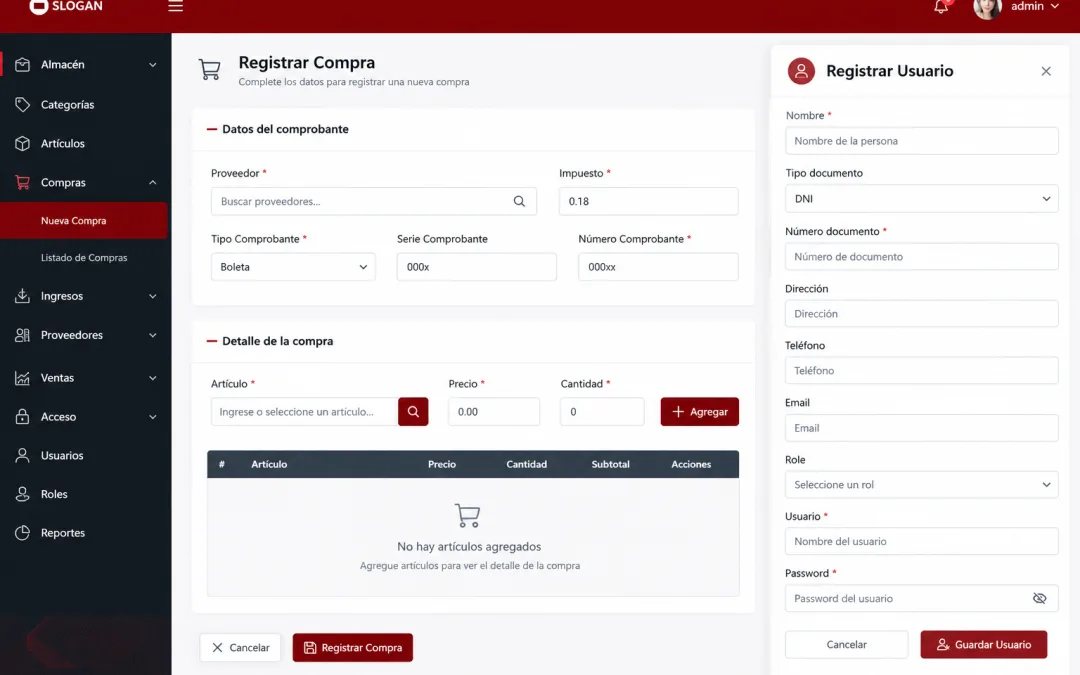 SLOGAN
admin
Almacén
Categorías
Artículos
Compras
Nueva Compra
Listado de Compras
Ingresos
Proveedores
Ventas
Acceso
Usuarios
Roles
Reportes
Registrar Compra
Complete los datos para registrar una nueva compra
Datos del comprobante
Proveedor * Impuesto *
Buscar proveedores... 0.18
Tipo Comprobante * Serie Comprobante Número Comprobante *
Boleta 000x 000xx
Detalle de la compra
Artículo * Precio * Cantidad *
Ingrese o seleccione un artículo... 0.00 0 + Agregar
# Artículo Precio Cantidad Subtotal Acciones
No hay artículos agregados
Agregue artículos para ver el detalle de la compra
Cancelar Registrar Compra
Registrar Usuario
Nombre *
Nombre de la persona
Tipo documento
DNI
Número documento *
Número de documento
Dirección
Dirección
Teléfono
Teléfono
Email
Email
Role
Seleccione un rol
Usuario *
Nombre del usuario
Password *
Password del usuario
Cancelar Guardar Usuario